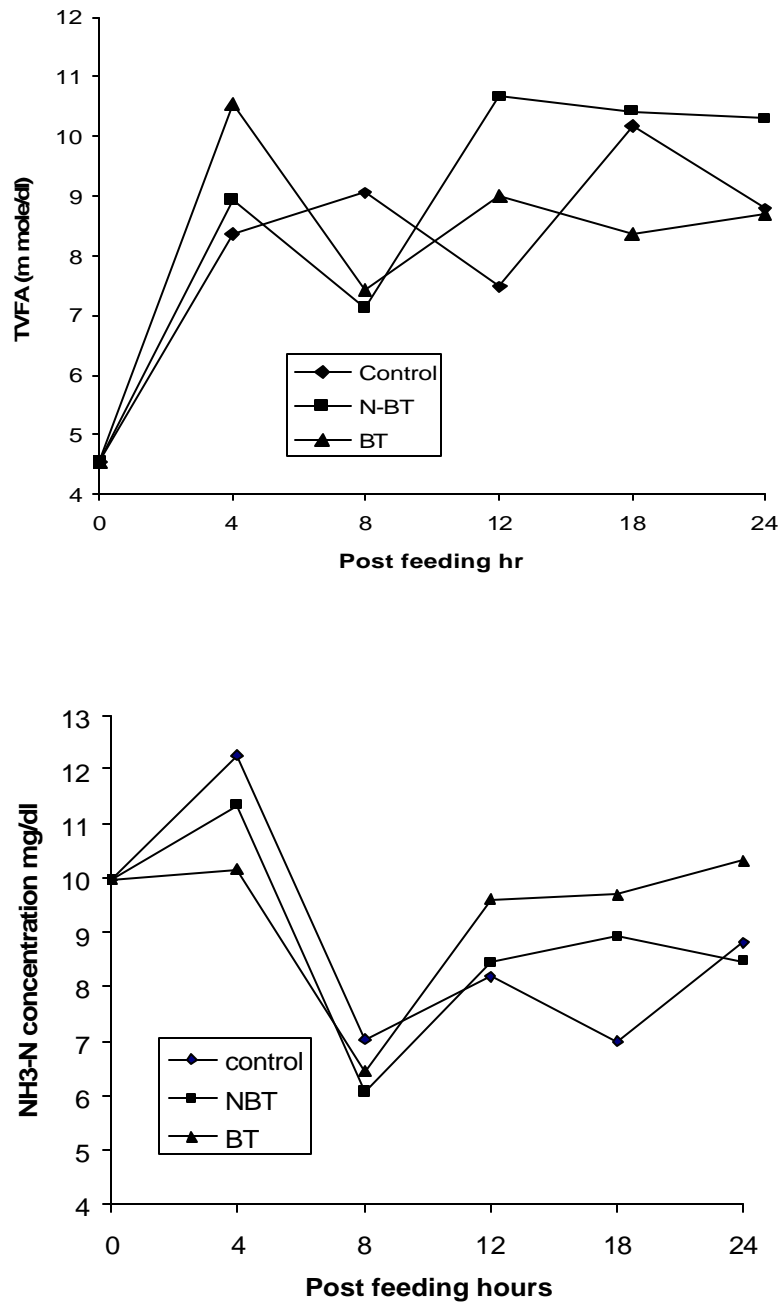 12
11
10
9
8
7
6
5
4
TVFA (m mole/dl)
Control
N-BT
BT
0 4 8 12 18 24
Post feeding hr
13
12
11
10
9
8
7
6
5
4
NH3-N concentration mg/dl
control
NBT
BT
0 4 8 12 18 24
Post feeding hours